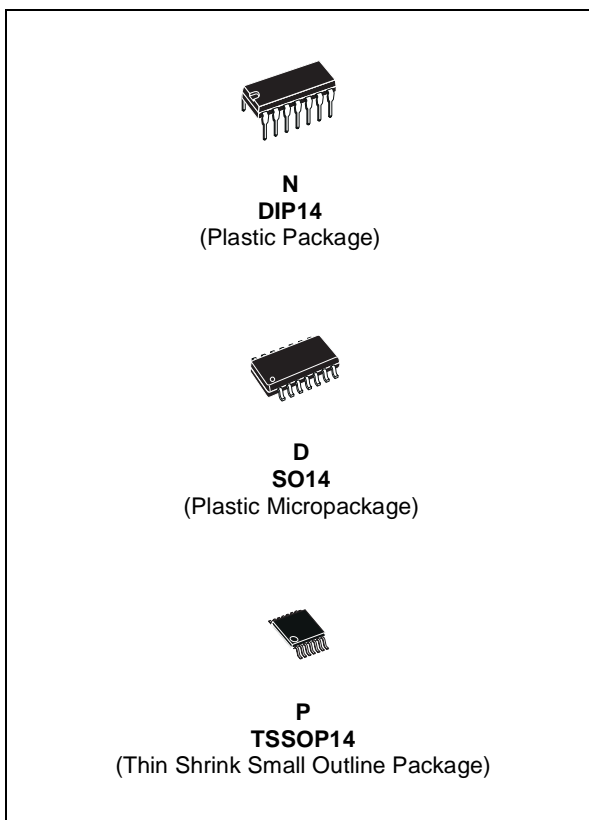 N
DIP14
(Plastic Package)
D
SO14
(Plastic Micropackage)
P
TSSOP14
(Thin Shrink Small Outline Package)